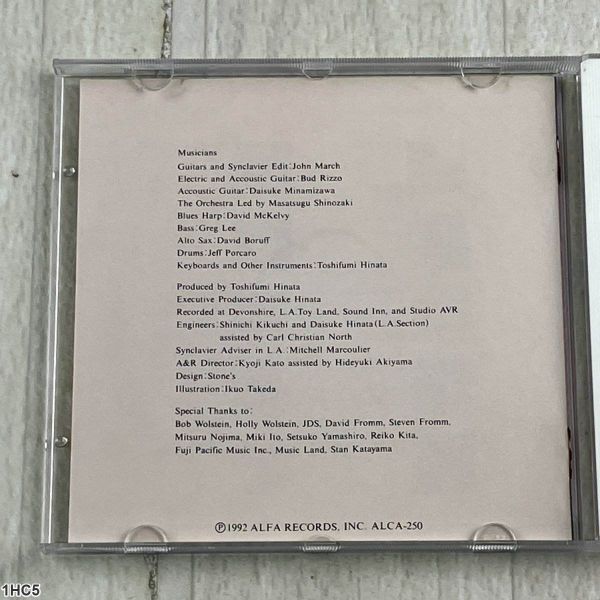 Musicians
Guitars and Synclavier Edit:John March
Electric and Accoustic Guitar:Bud Rizzo
Accoustic Guitar:Daisuke Minamizawa
The Orchestra Led by Masatsugu Shinozaki
Blues Harp:David McKelvy
Bass:Greg Lee
Alto Sax:David Boruff
Drums:Jeff Porcaro
Keyboards and Other Instruments:Toshifumi Hinata
Produced by Toshifumi Hinata
Executive Producer:Daisuke Hinata
Recorded at Devonshire, L.A.Toy Land, Sound Inn, and Studio AVR
Engineers:Shinichi Kikuchi and Daisuke Hinata(L.A.Section)
assisted by Carl Christian North
Synclavier Adviser in L.A.:Mitchell Marcoulier
A&R Director:Kyoji Kato assisted by Hideyuki Akiyama
Design:Stone's
Illustration:Ikuo Takeda
Special Thanks to:
Bob Wolstein, Holly Wolstein, JDS, David Fromm, Steven Fromm,
Mitsuru Nojima, Miki Ito, Setsuko Yamashiro, Reiko Kita,
Fuji Pacific Music Inc., Music Land, Stan Katayama
℗1992 ALFA RECORDS, INC. ALCA-250
1HC5